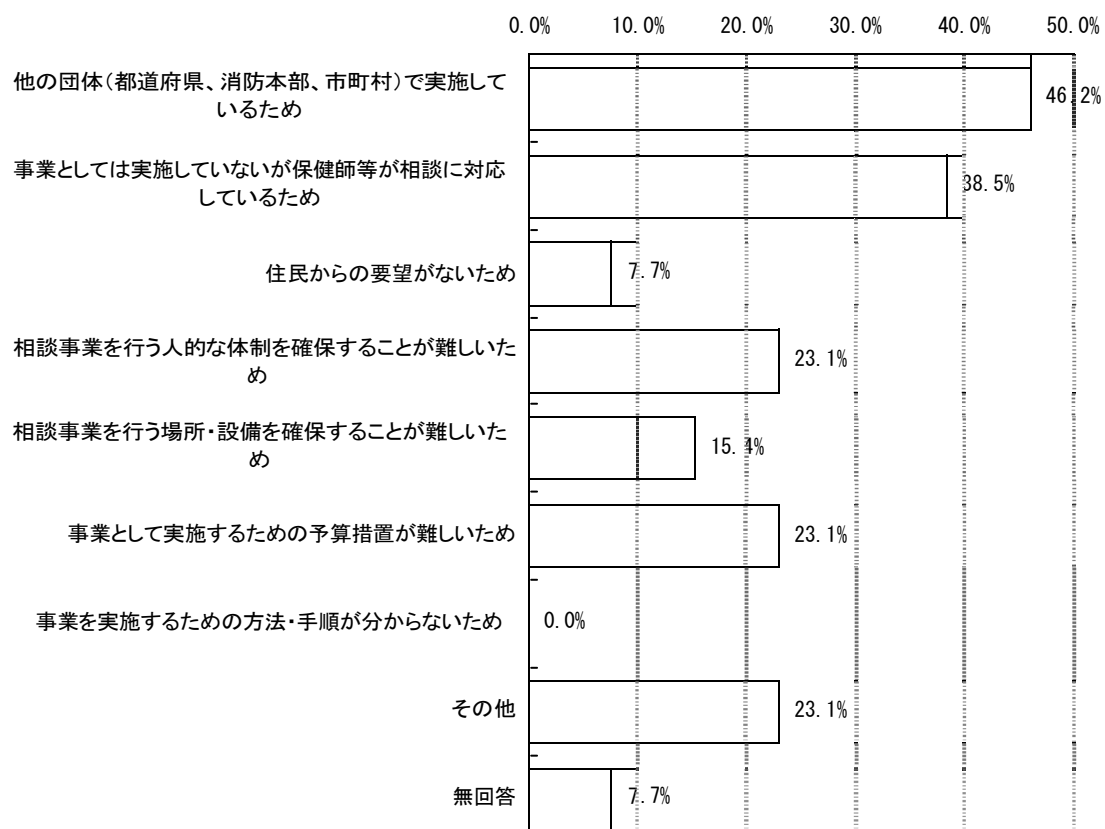 0.0% 10.0% 20.0% 30.0% 40.0% 50.0%
他の団体(都道府県、消防本部、市町村)で実施して
いるため
46.2%
事業としては実施していないが保健師等が相談に対応
しているため
38.5%
住民からの要望がないため
7.7%
相談事業を行う人的な体制を確保することが難しいた
め
23.1%
相談事業を行う場所・設備を確保することが難しいた
め
15.4%
事業として実施するための予算措置が難しいため
23.1%
事業を実施するための方法・手順が分からないため
0.0%
その他
23.1%
無回答
7.7%